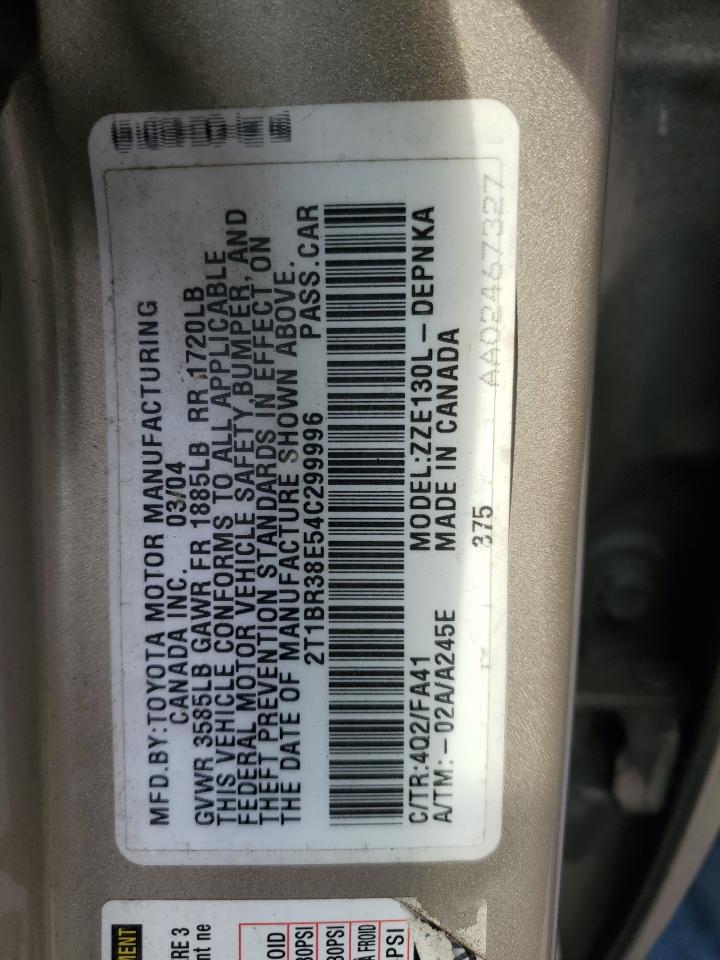 MFD.BY:TOYOTA MOTOR MANUFACTURING
CANADA INC. 03/04
GVWR 3585LB GAWR FR 1885LB RR 1720LB
THIS VEHICLE CONFORMS TO ALL APPLICABLE
FEDERAL MOTOR VEHICLE SAFETY,BUMPER, AND
THEFT PREVENTION STANDARDS IN EFFECT ON
THE DATE OF MANUFACTURE SHOWN ABOVE.
2T1BR38E54C299996 PASS.CAR
C/TR:4Q2/FA41 MODEL:ZZE130L-DEPNKA
A/TM:-02A/A245E MADE IN CANADA
375
AA02467327